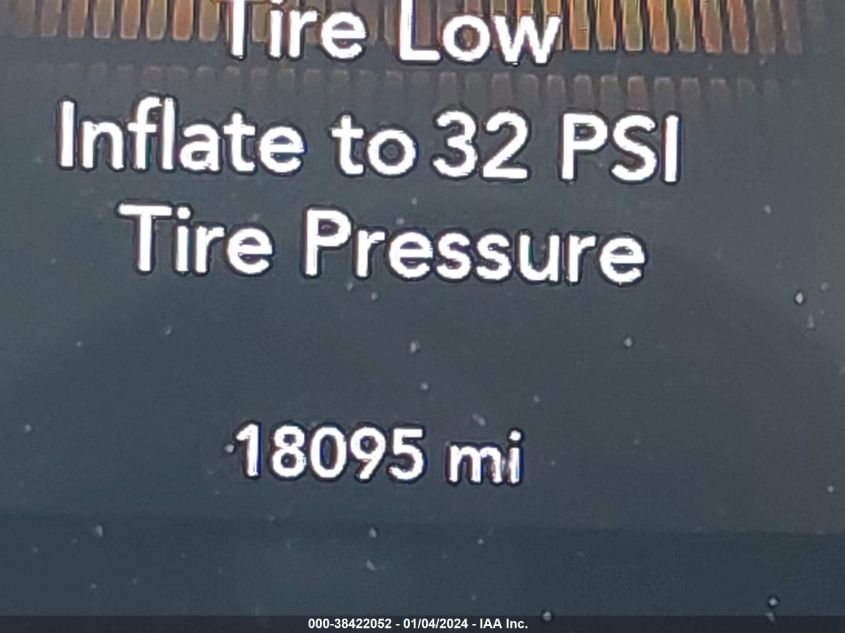 Tire Low
Inflate to 32 PSI
Tire Pressure
18095 mi
000-38422052 - 01/04/2024 - IAA Inc.